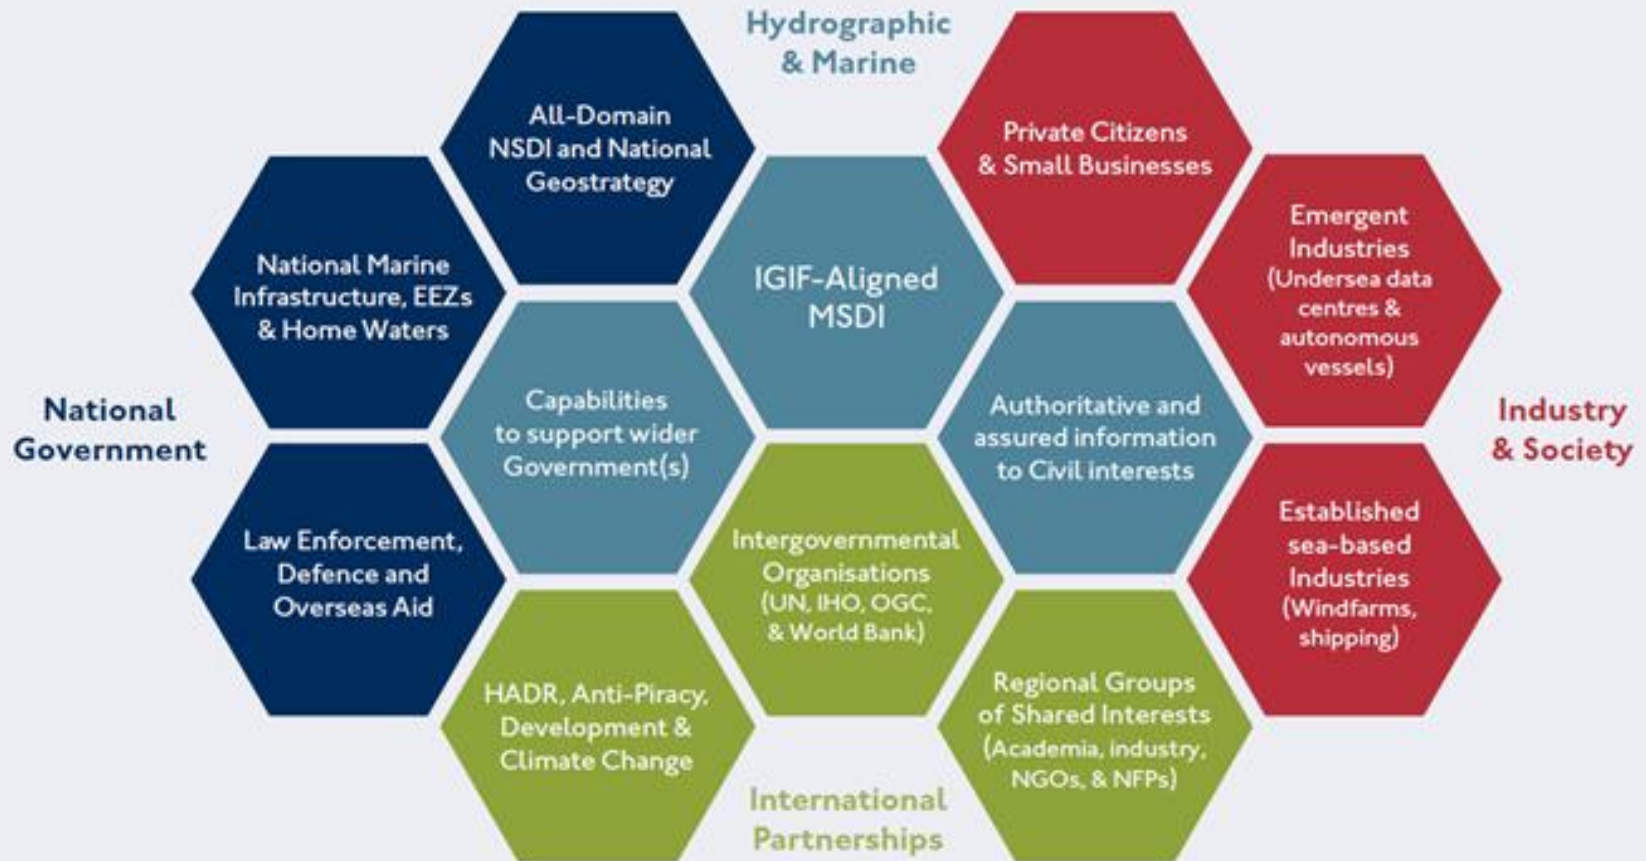 Hydrographic
& Marine
All-Domain
NSDI and National
Geostrategy
Private Citizens
& Small Businesses
National Marine
Infrastructure, EEZs
& Home Waters
IGIF-Aligned
MSDI
Emergent
Industries
(Undersea data
centres &
autonomous
vessels)
National
Government
Capabilities
to support wider
Government(s)
Authoritative and
assured information
to Civil interests
Industry
& Society
Law Enforcement,
Defence and
Overseas Aid
Intergovernmental
Organisations
(UN, IHO, OGC,
& World Bank)
Established
sea-based
Industries
(Windfarms,
shipping)
HADR, Anti-Piracy,
Development &
Climate Change
Regional Groups
of Shared Interests
(Academia, industry,
NGOs, & NFPs)
International
Partnerships